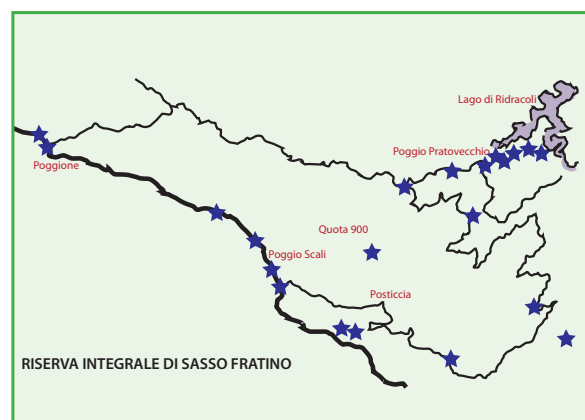 Lago di Ridracoli
Poggio Pratovecchio
Poggione
Quota 900
Poggio Scali
Posticcia
RISERVA INTEGRALE DI SASSO FRATINO